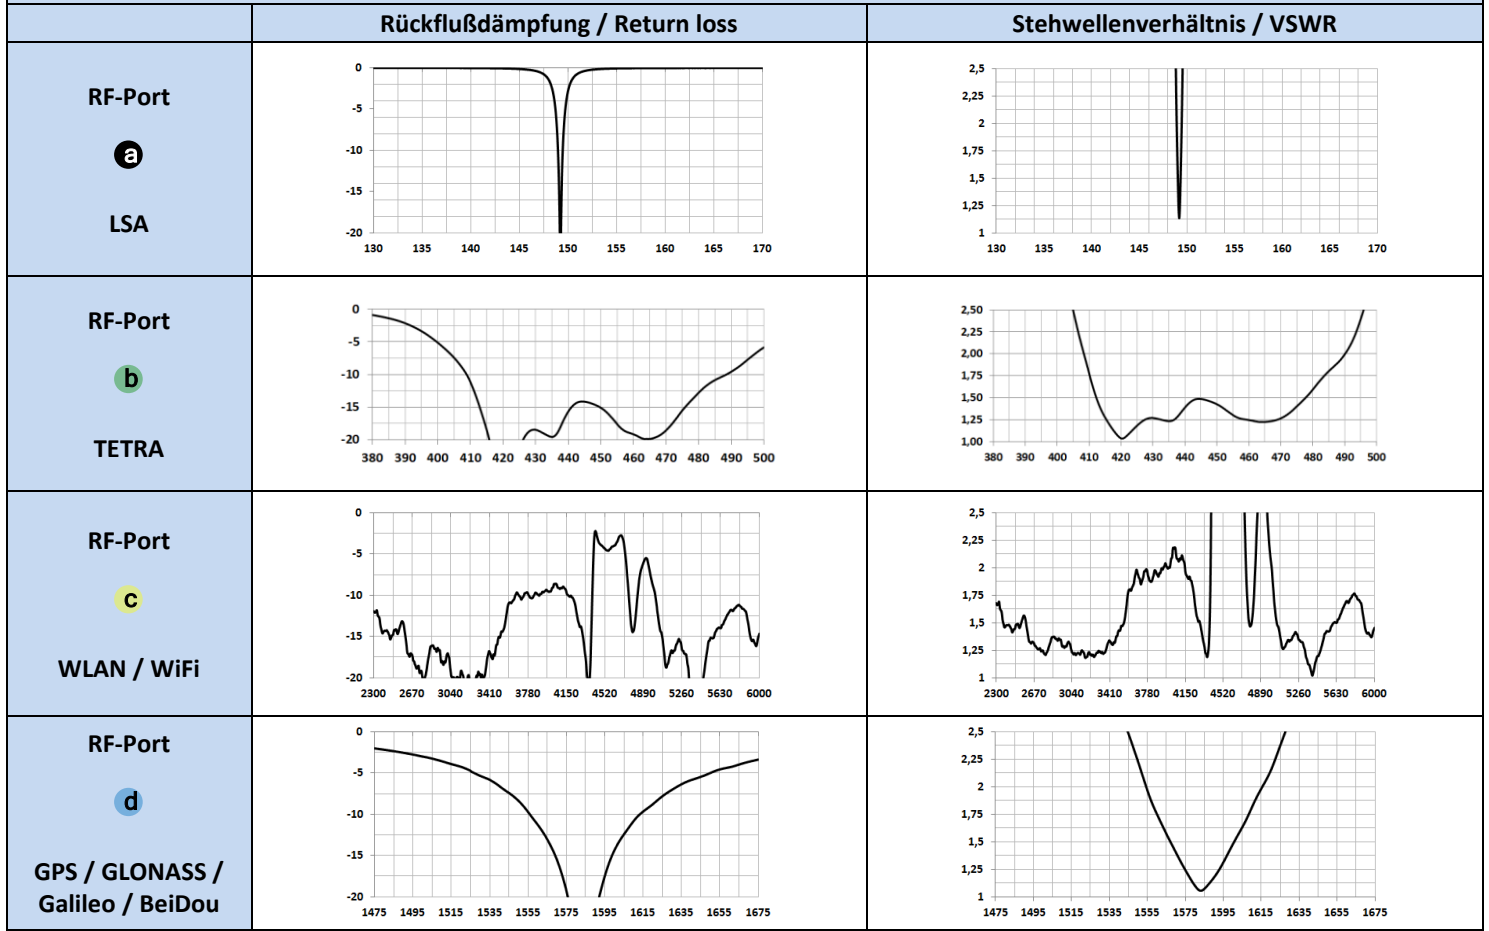 Rückflußdämpfung / Return loss
Stehwellenverhältnis / VSWR
RF-Port
a
LSA
0
-5
-10
-15
-20
130 135 140 145 150 155 160 165 170
2,5
2,25
2
1,75
1,5
1,25
1
130 135 140 145 150 155 160 165 170
RF-Port
b
TETRA
0
-5
-10
-15
-20
380 390 400 410 420 430 440 450 460 470 480 490 500
2,50
2,25
2,00
1,75
1,50
1,25
1,00
380 390 400 410 420 430 440 450 460 470 480 490 500
RF-Port
c
WLAN / WiFi
0
-5
-10
-15
-20
2300 2670 3040 3410 3780 4150 4520 4890 5260 5630 6000
2,5
2,25
2
1,75
1,5
1,25
1
2300 2670 3040 3410 3780 4150 4520 4890 5260 5630 6000
RF-Port
d
GPS / GLONASS /
Galileo / BeiDou
0
-5
-10
-15
-20
1475 1495 1515 1535 1555 1575 1595 1615 1635 1655 1675
2,5
2,25
2
1,75
1,5
1,25
1
1475 1495 1515 1535 1555 1575 1595 1615 1635 1655 1675